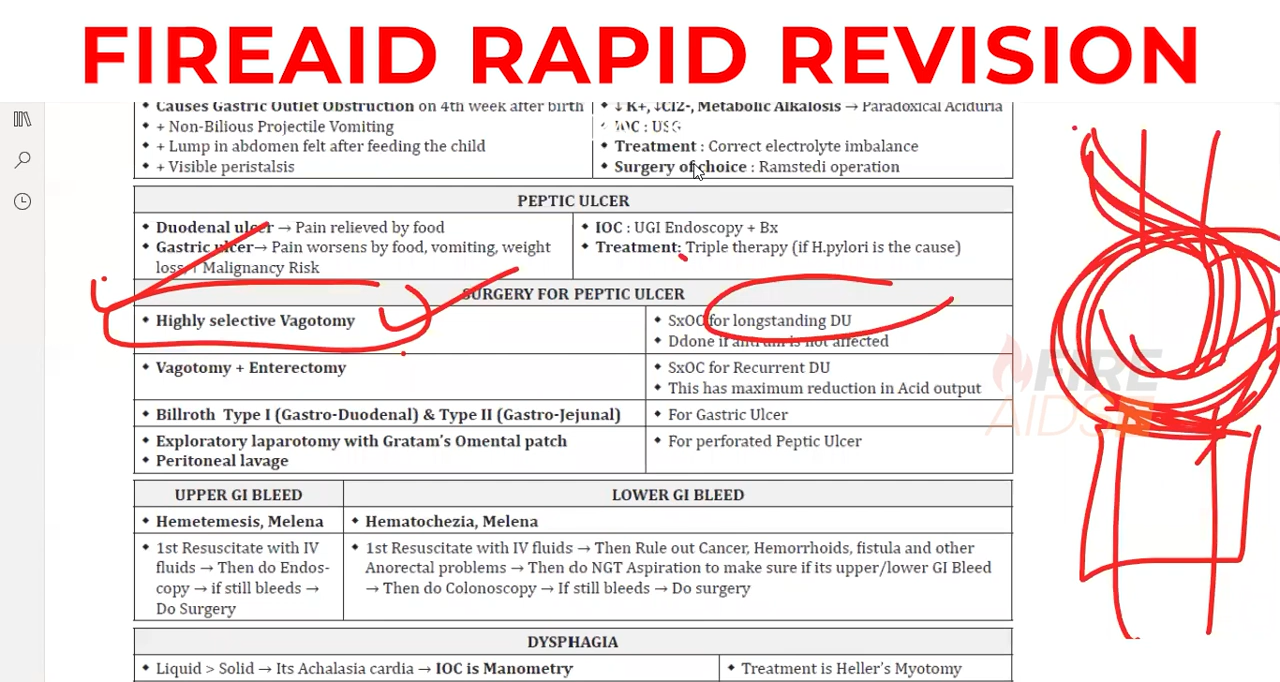 FIREAID RAPID REVISION
Causes Gastric Outlet Obstruction on 4th week after birth
+ Non-Bilious Projectile Vomiting
+ Lump in abdomen felt after feeding the child
+ Visible peristalsis
↓K+, ↓Cl2-, Metabolic Alkalosis → Paradoxical Aciduria
IOC : USG
Treatment : Correct electrolyte imbalance
Surgery of choice : Ramstedi operation
PEPTIC ULCER
Duodenal ulcer → Pain relieved by food
Gastric ulcer→ Pain worsens by food, vomiting, weight
loss, ↑ Malignancy Risk
IOC : UGI Endoscopy + Bx
Treatment: Triple therapy (if H.pylori is the cause)
SURGERY FOR PEPTIC ULCER
Highly selective Vagotomy
SxOC for longstanding DU
Ddone if antrum is not affected
Vagotomy + Enterectomy
SxOC for Recurrent DU
This has maximum reduction in Acid output
Billroth Type I (Gastro-Duodenal) & Type II (Gastro-Jejunal)
For Gastric Ulcer
Exploratory laparotomy with Gratam's Omental patch
Peritoneal lavage
For perforated Peptic Ulcer
FIRE
AIDS
UPPER GI BLEED
LOWER GI BLEED
Hemetemesis, Melena
Hematochezia, Melena
1st Resuscitate with IV
fluids → Then do Endos-
copy → if still bleeds →
Do Surgery
1st Resuscitate with IV fluids → Then Rule out Cancer, Hemorrhoids, fistula and other
Anorectal problems → Then do NGT Aspiration to make sure if its upper/lower GI Bleed
→ Then do Colonoscopy → If still bleeds → Do surgery
DYSPHAGIA
Liquid > Solid → Its Achalasia cardia → IOC is Manometry
Treatment is Heller's Myotomy